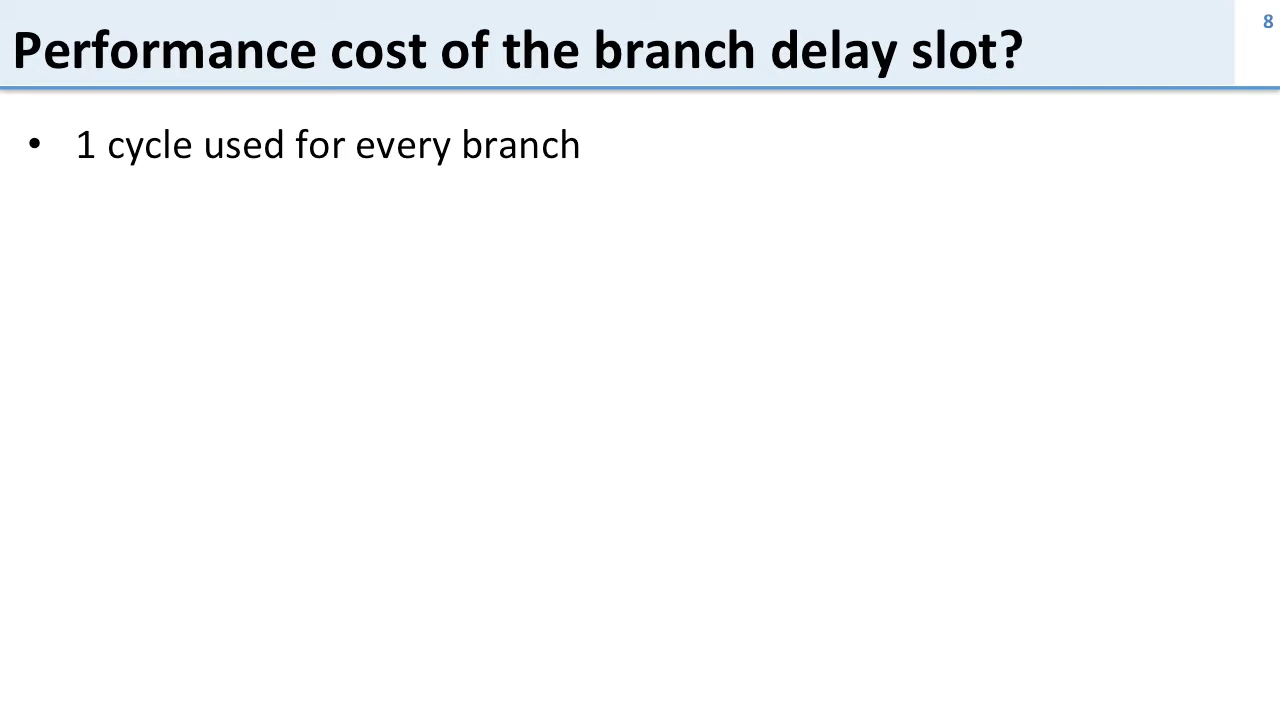 Performance cost of the branch delay slot?
8
• 1 cycle used for every branch